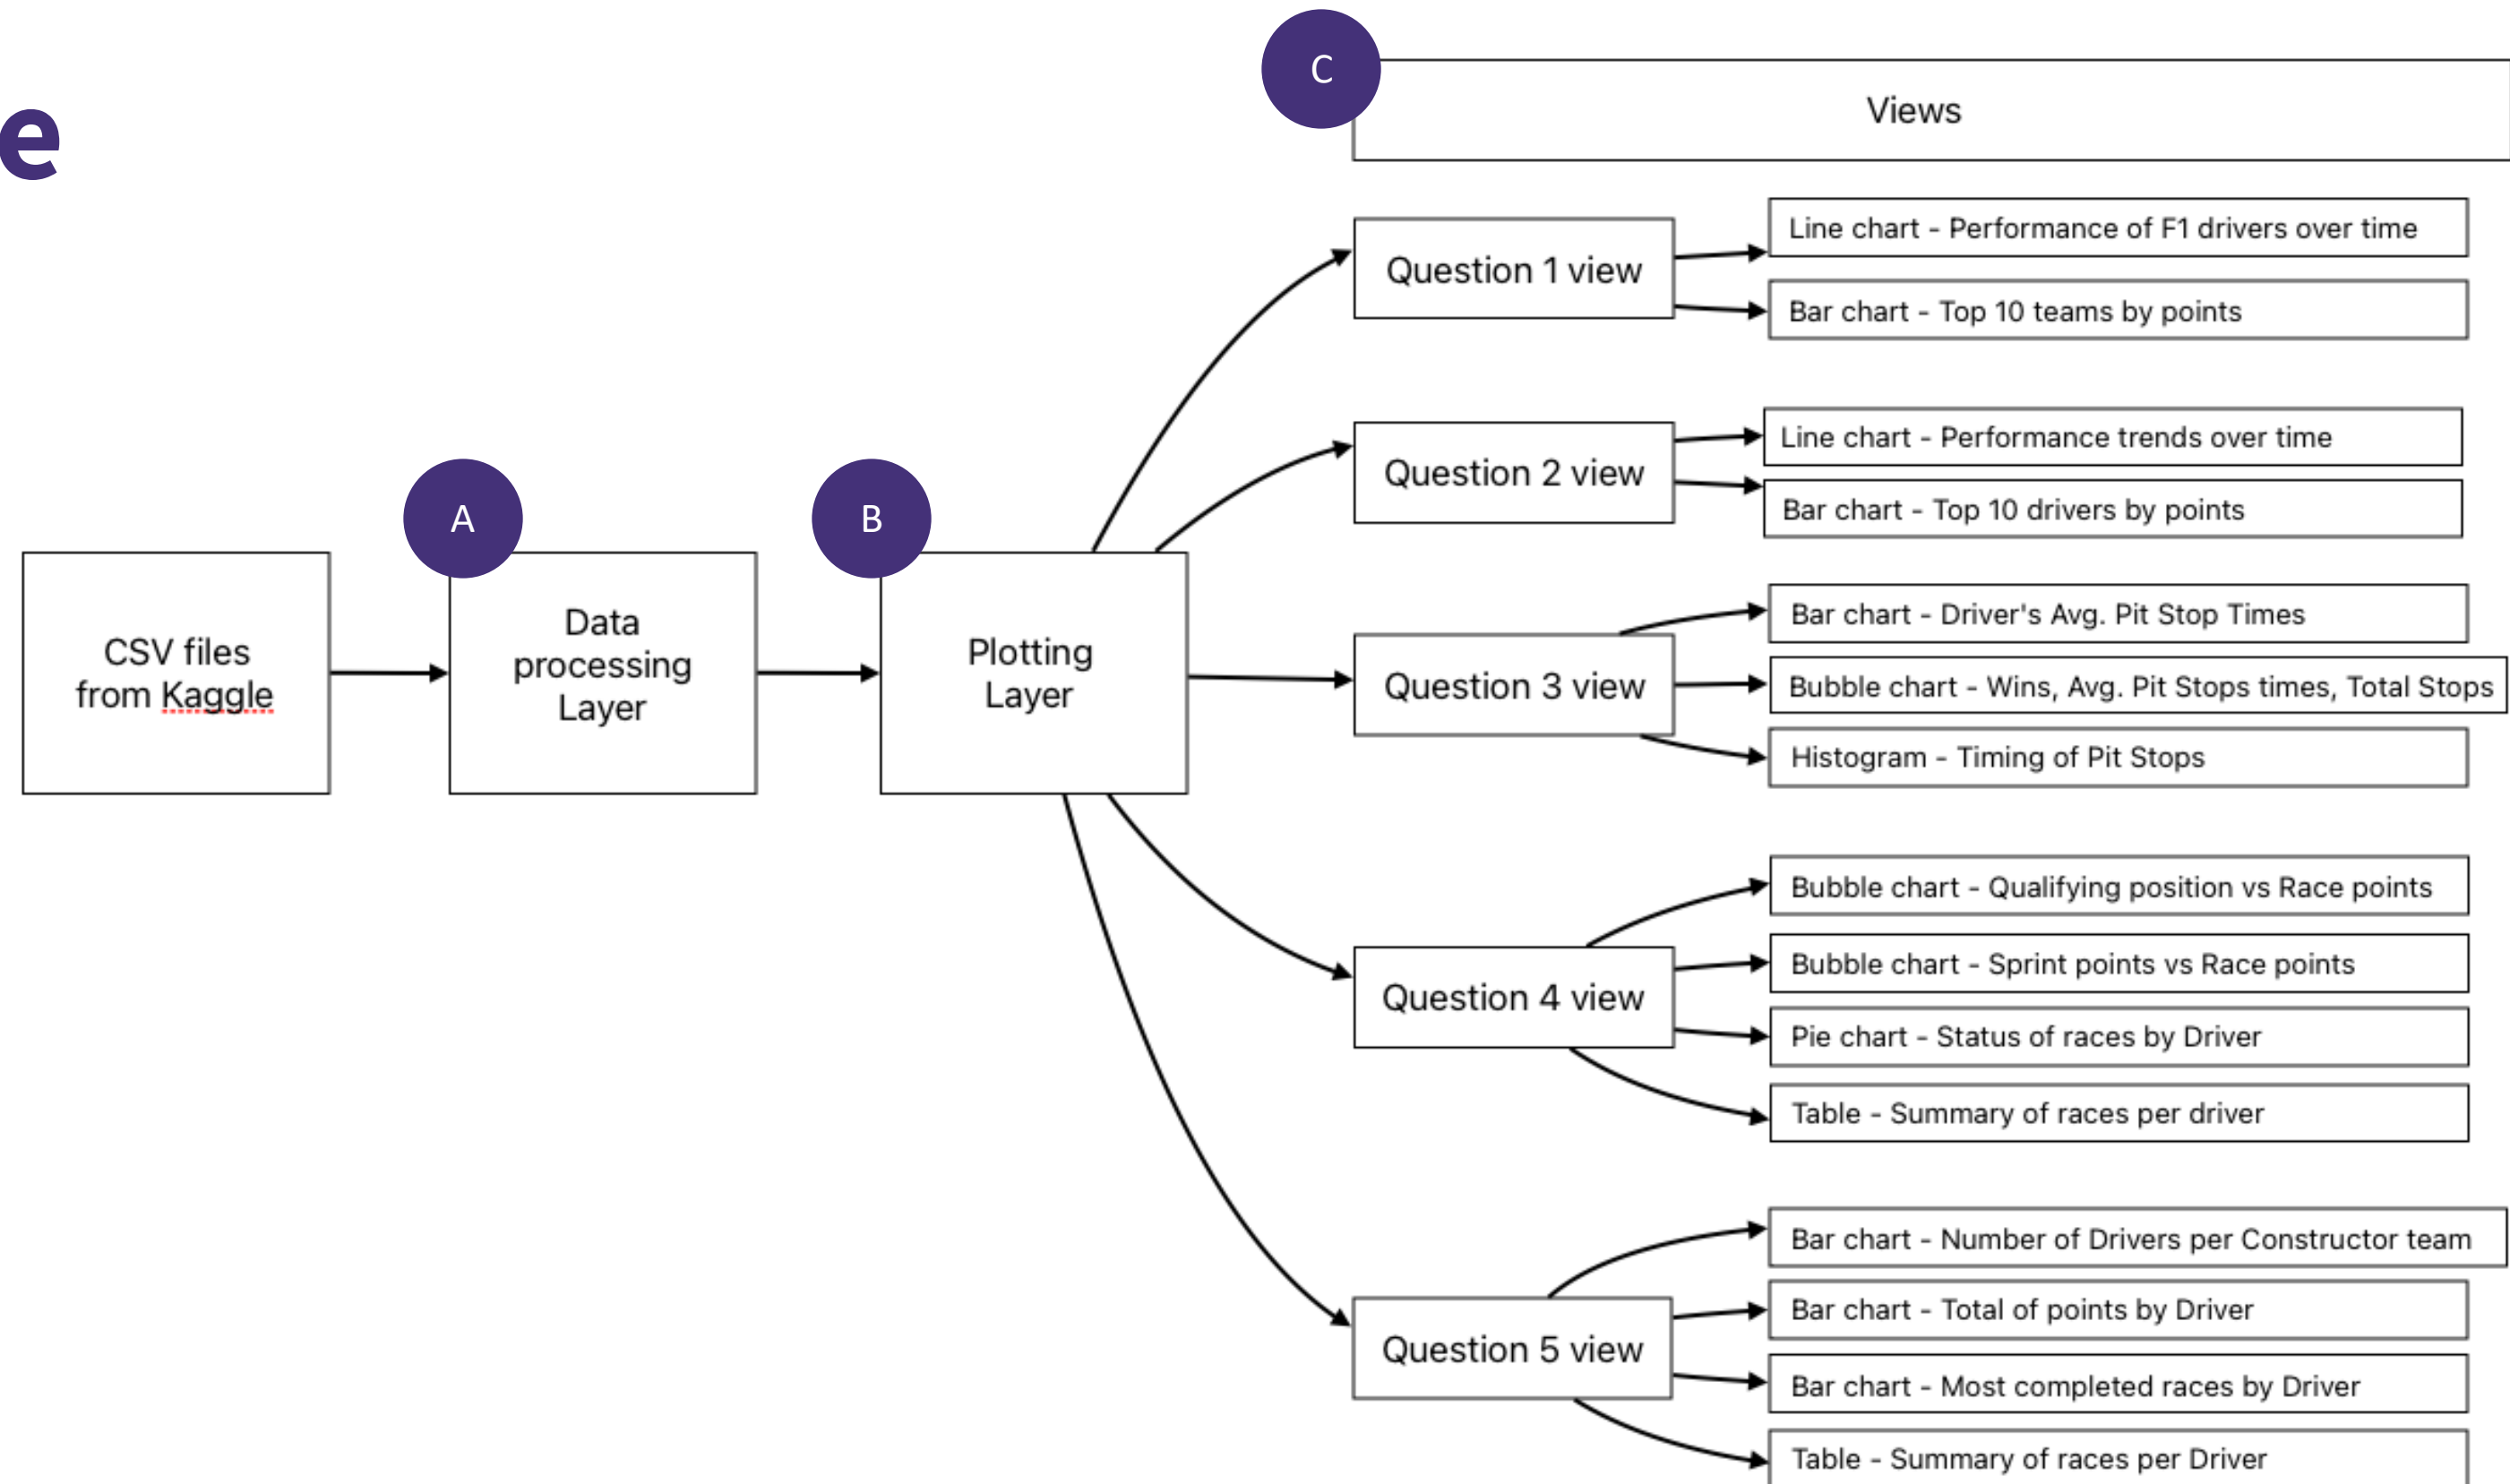 e
C
Views
Line chart - Performance of F1 drivers over time
Question 1 view
Bar chart - Top 10 teams by points
Line chart - Performance trends over time
Question 2 view
Bar chart - Top 10 drivers by points
A
B
CSV files
from Kaggle
Data
processing
Layer
Plotting
Layer
Bar chart - Driver's Avg. Pit Stop Times
Question 3 view
Bubble chart - Wins, Avg. Pit Stops times, Total Stops
Histogram - Timing of Pit Stops
Bubble chart - Qualifying position vs Race points
Bubble chart - Sprint points vs Race points
Question 4 view
Pie chart - Status of races by Driver
Table - Summary of races per driver
Bar chart - Number of Drivers per Constructor team
Bar chart - Total of points by Driver
Question 5 view
Bar chart - Most completed races by Driver
Table - Summary of races per Driver